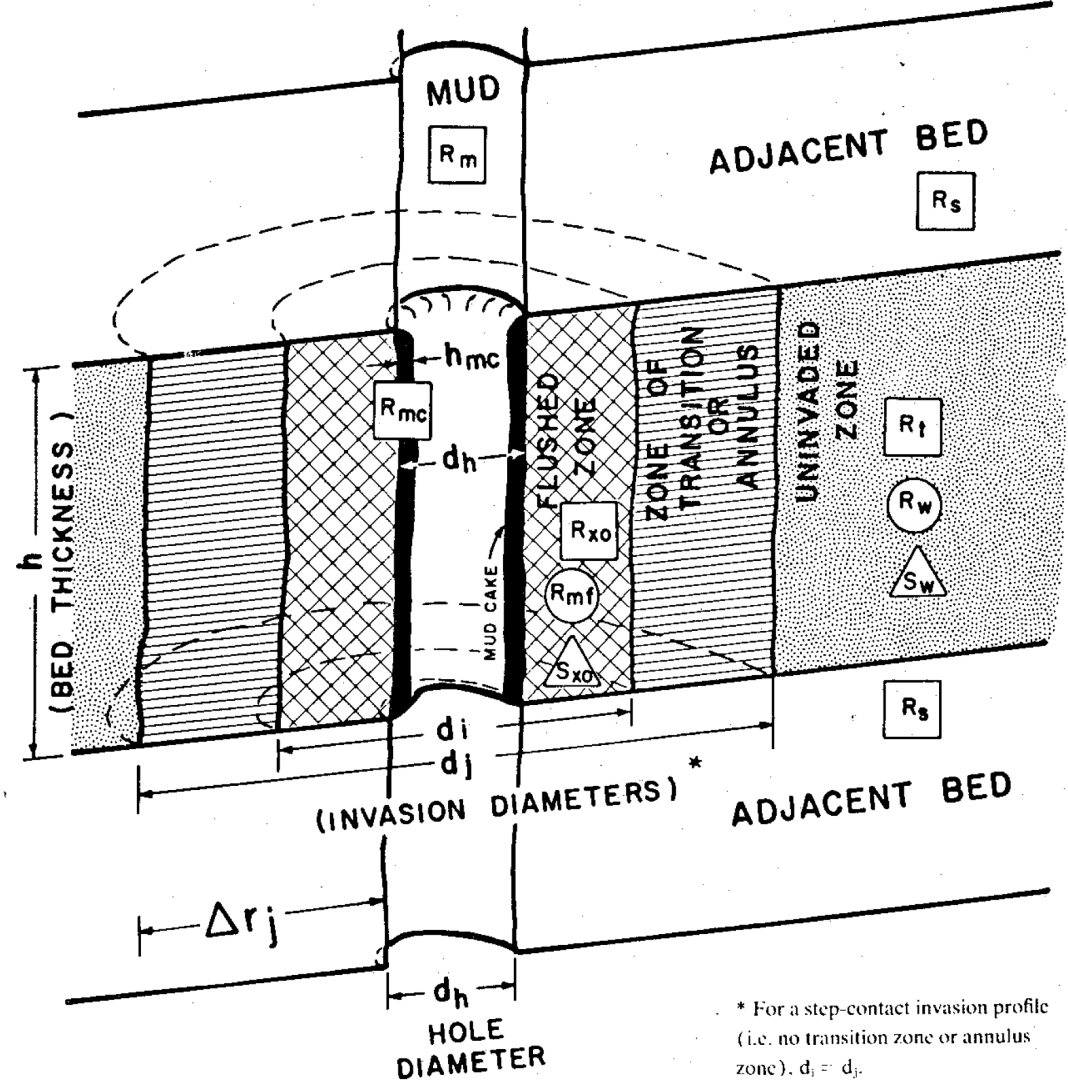 MUD
Rm
ADJACENT BED
Rs
hmc
Rmc
dh
FLUSHED
ZONE
ZONE OF
TRANSITION
OR
ANNULUS
UNINVADED
ZONE
Rt
Rw
Sw
Rxo
Rmf
Sxo
MUD CAKE
h
(BED THICKNESS)
Rs
di
dj
(INVASION DIAMETERS) *
ADJACENT BED
Δrj
dh
HOLE
DIAMETER
* For a step-contact invasion profile
(i.e. no transition zone or annulus
zone), di = dj.